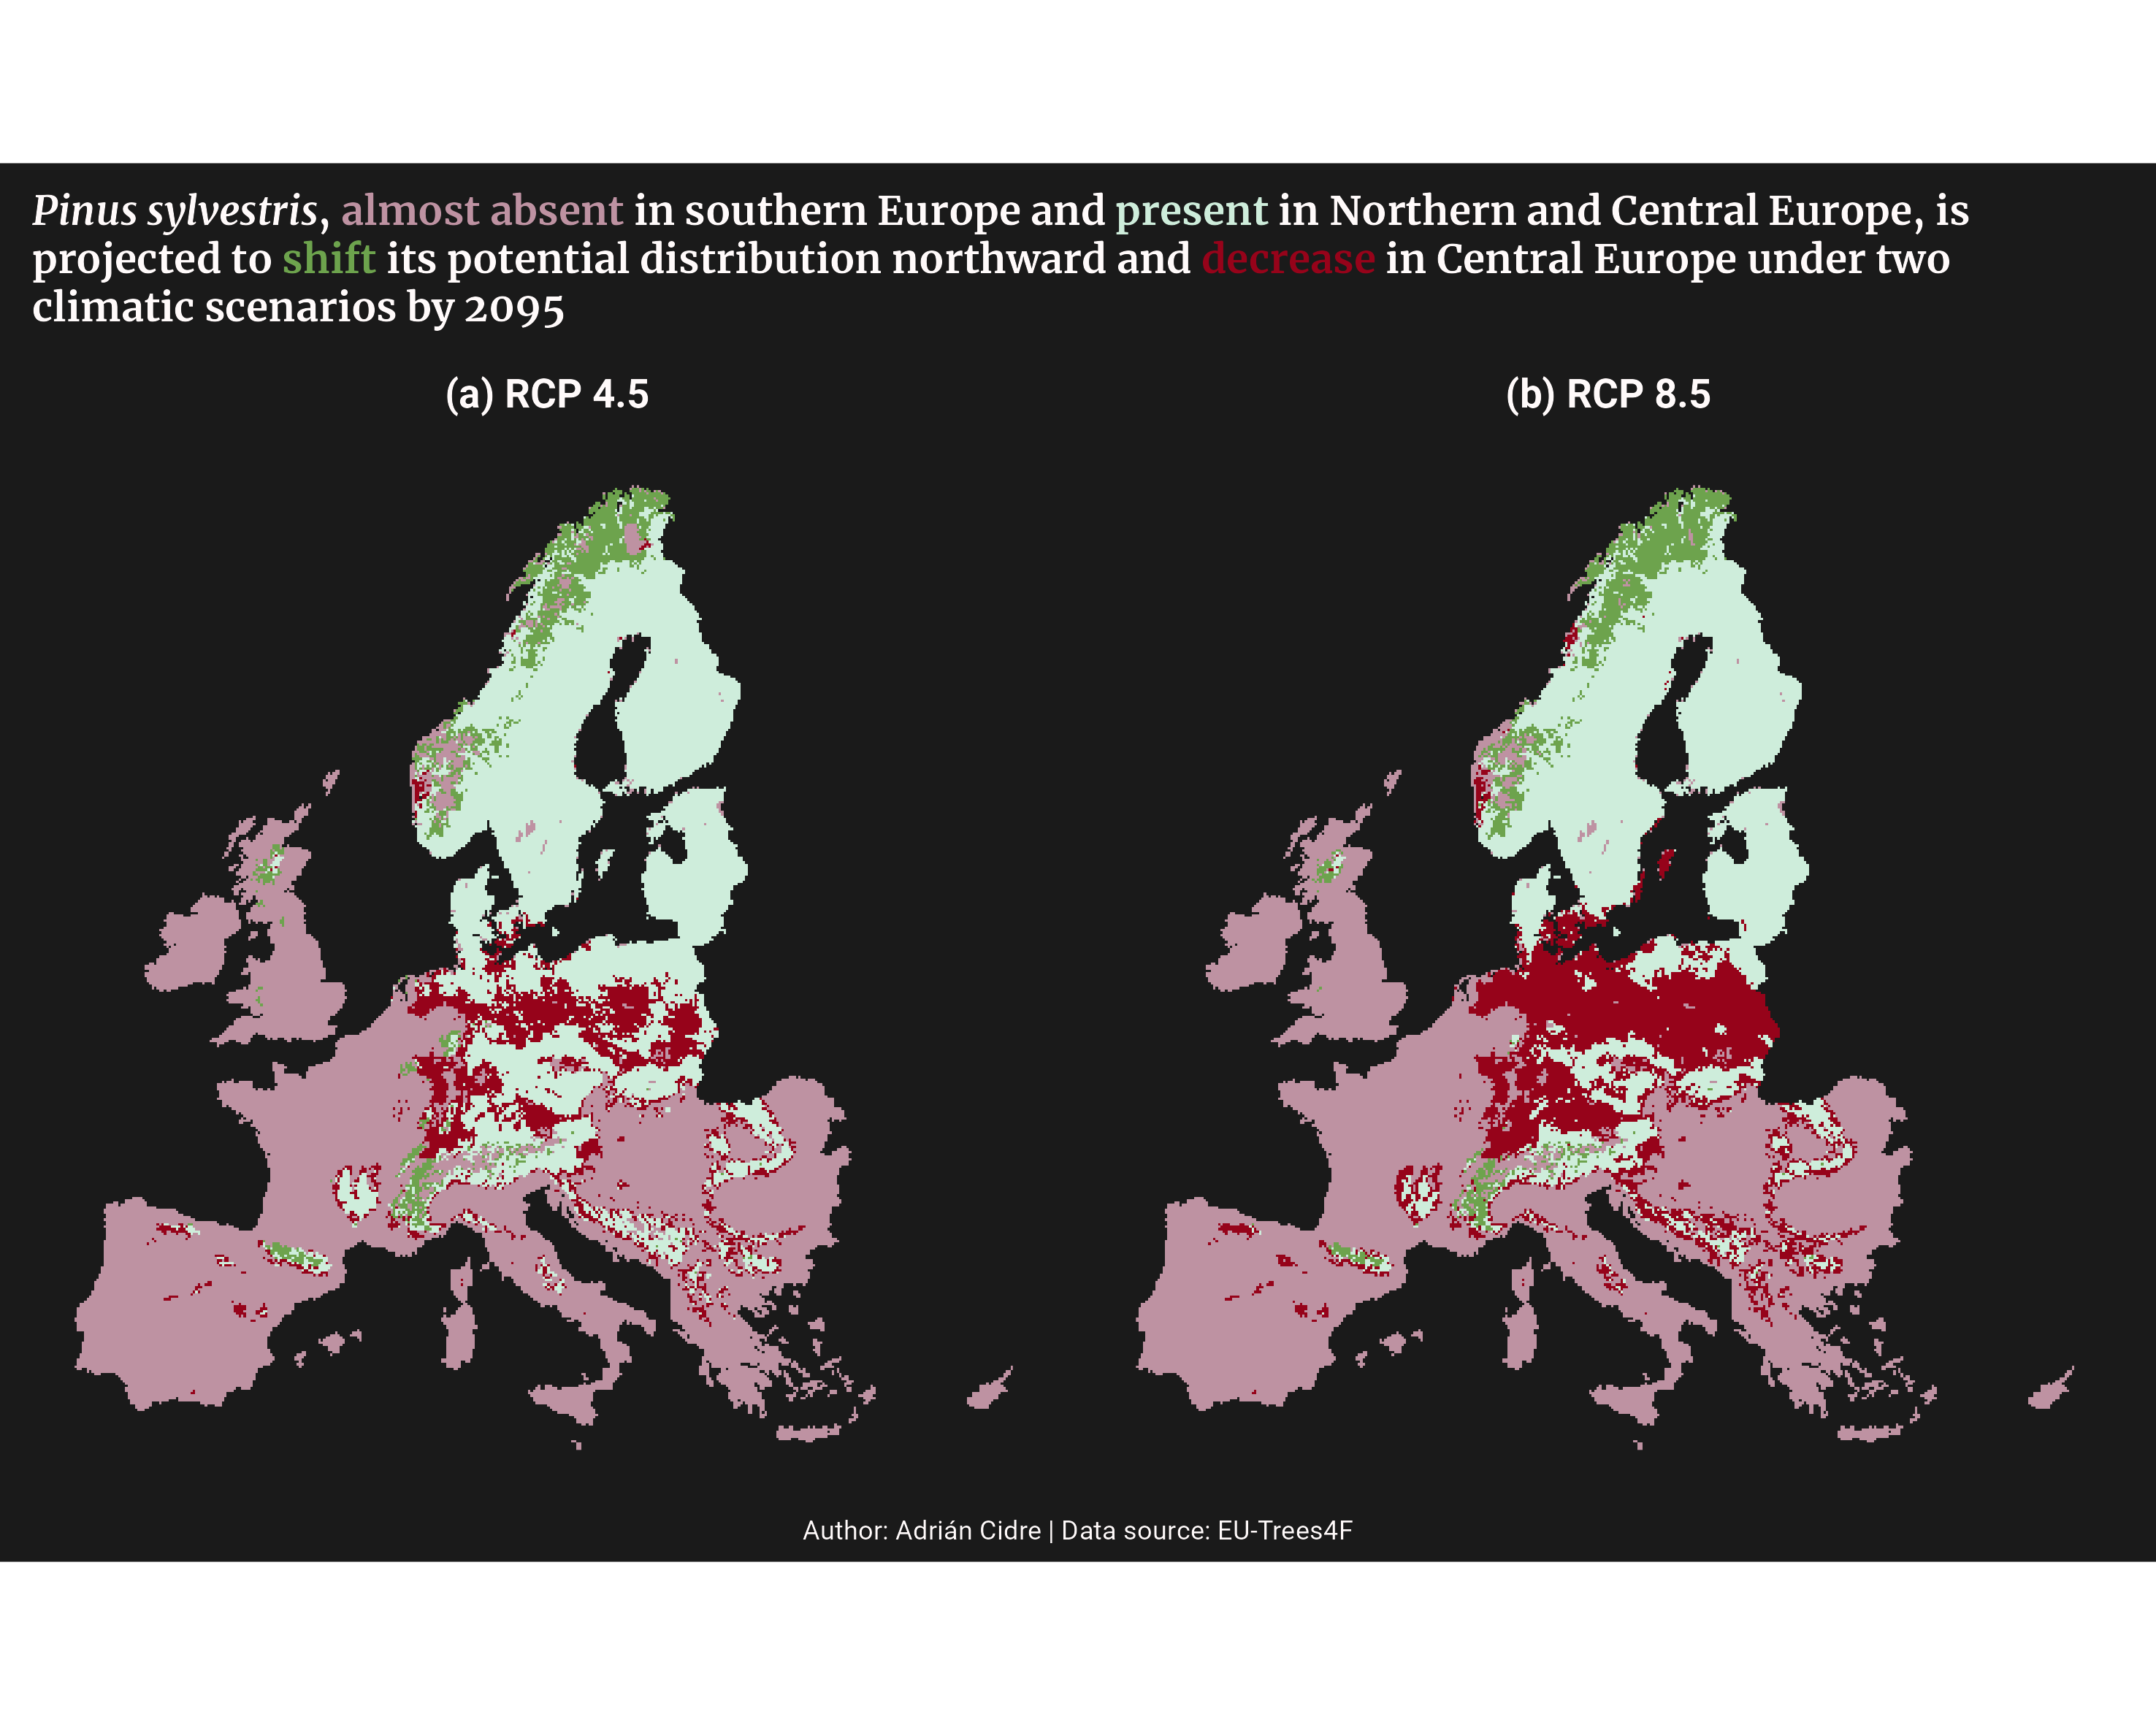 Pinus sylvestris, almost absent in southern Europe and present in Northern and Central Europe, is
projected to shift its potential distribution northward and decrease in Central Europe under two
climatic scenarios by 2095
(a) RCP 4.5
(b) RCP 8.5
Author: Adrián Cidre | Data source: EU-Trees4F